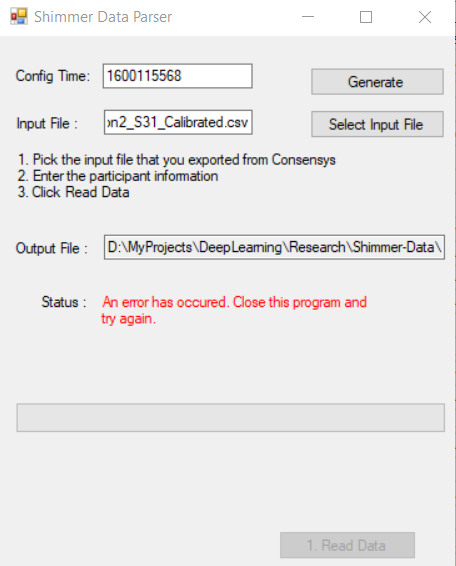 Shimmer Data Parser
Config Time: 1600115568 Generate
Input File : on2_S31_Calibrated.csv Select Input File
1. Pick the input file that you exported from Consensys
2. Enter the participant information
3. Click Read Data
Output File : D:\MyProjects\DeepLearning\Research\Shimmer-Data\
Status : An error has occured. Close this program and
try again.
1. Read Data